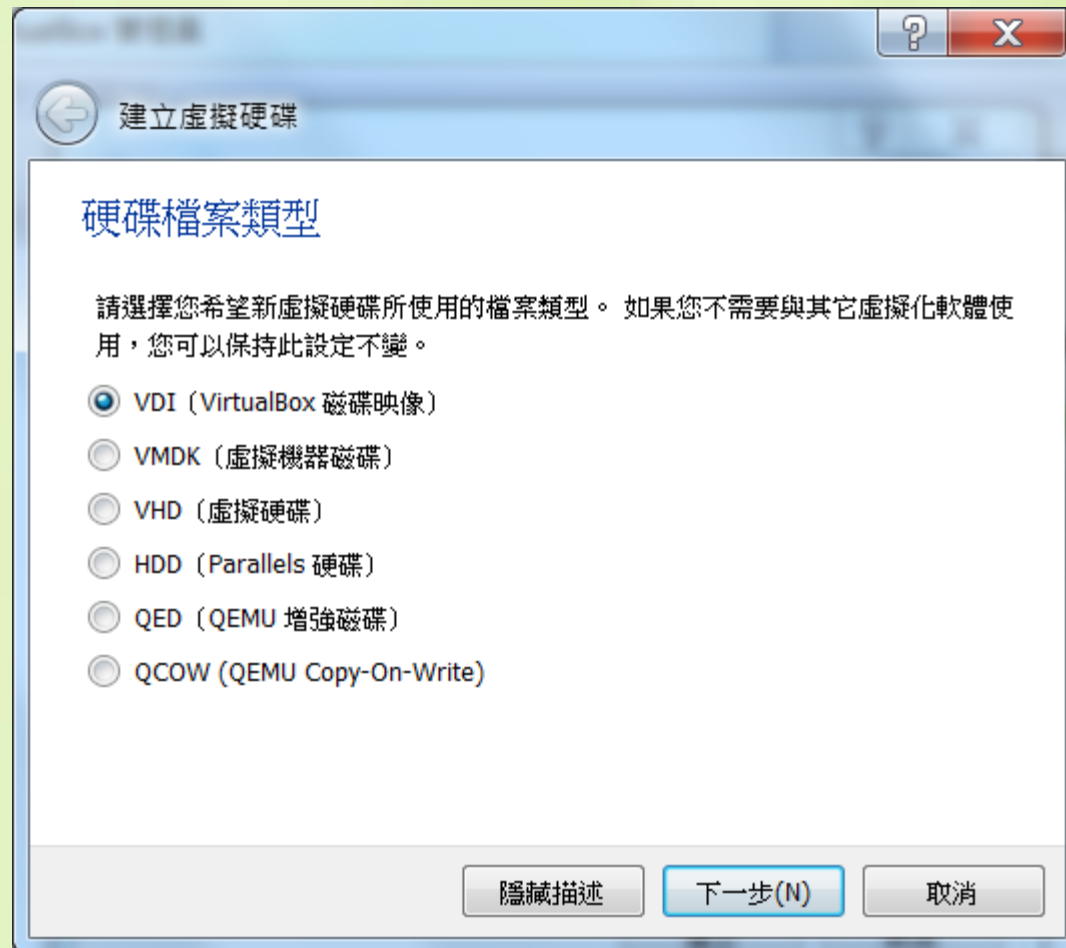 建立虛擬硬碟
硬碟檔案類型
請選擇您希望新虛擬硬碟所使用的檔案類型。 如果您不需要與其它虛擬化軟體使
用，您可以保持此設定不變。
VDI（VirtualBox 磁碟映像）
VMDK（虛擬機器磁碟）
VHD（虛擬硬碟）
HDD（Parallels 硬碟）
QED（QEMU 增強磁碟）
QCOW (QEMU Copy-On-Write)
隱藏描述
下一步(N)
取消